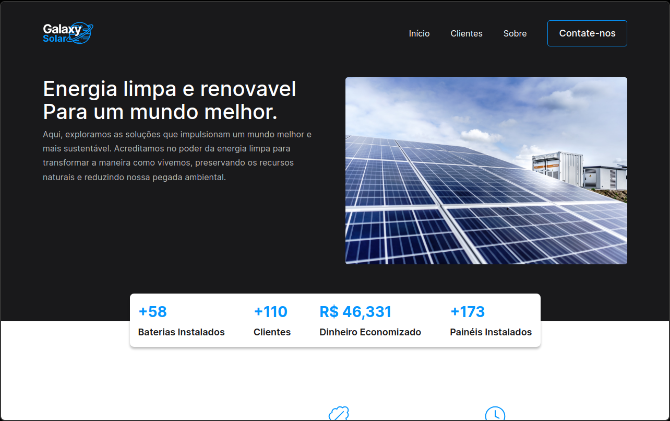 Galaxy
Solar
Início
Clientes
Sobre
Contate-nos
Energia limpa e renovavel
Para um mundo melhor.
Aqui, exploramos as soluções que impulsionam um mundo melhor e
mais sustentável. Acreditamos no poder da energia limpa para
transformar a maneira como vivemos, preservando os recursos
naturais e reduzindo nossa pegada ambiental.
+58
Baterias Instalados
+110
Clientes
R$ 46,331
Dinheiro Economizado
+173
Painéis Instalados